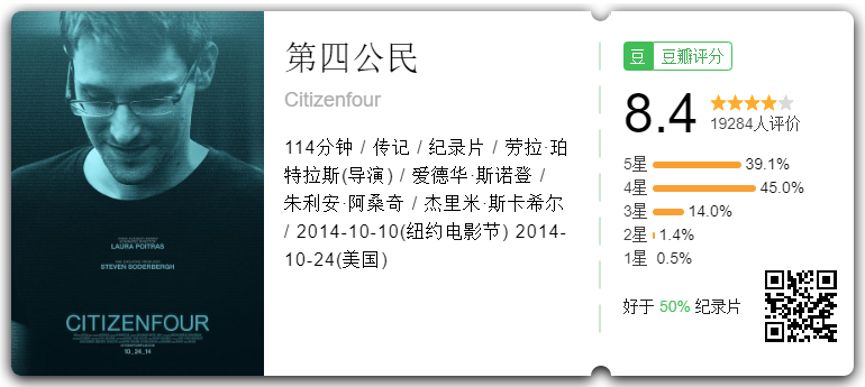 第四公民
Citizenfour
114分钟 / 传记 / 纪录片 / 劳拉·珀
特拉斯(导演) / 爱德华·斯诺登 /
朱利安·阿桑奇 / 杰里米·斯卡希尔
/ 2014-10-10(纽约电影节) 2014-
10-24(美国)
豆 豆瓣评分
8.4
19284人评价
5星 39.1%
4星 45.0%
3星 14.0%
2星 1.4%
1星 0.5%
好于 50% 纪录片
LAURA POITRAS
STEVEN SODERBERGH
CITIZENFOUR
10_24_14